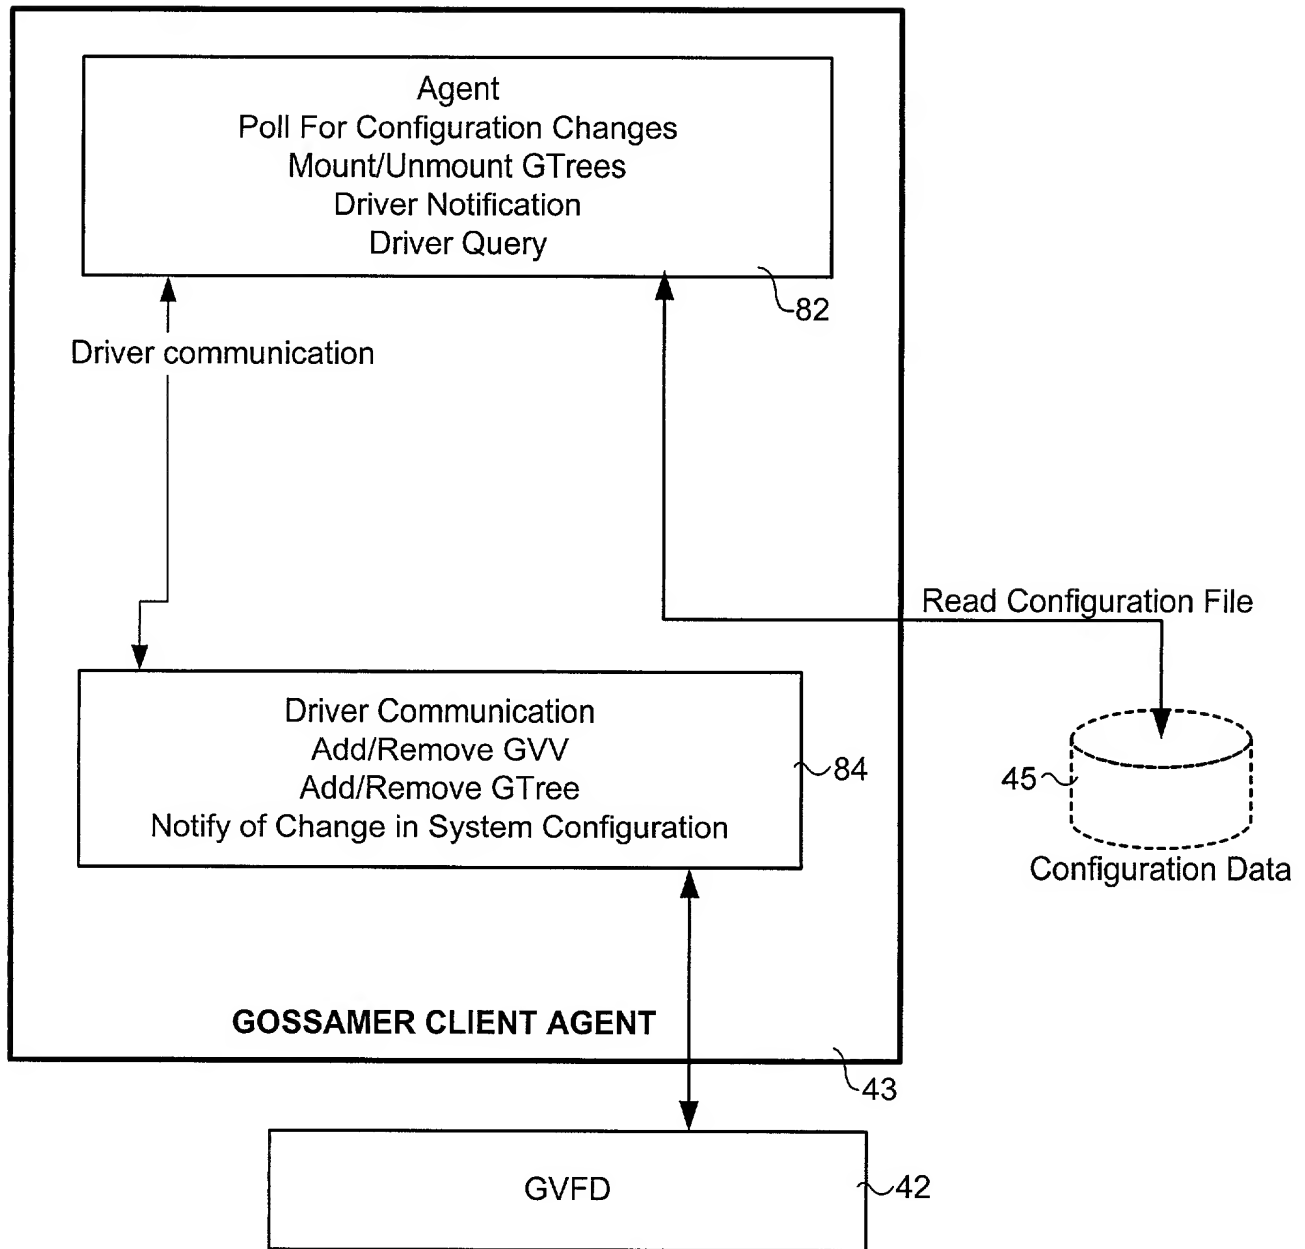 Agent
Poll For Configuration Changes
Mount/Unmount GTrees
Driver Notification
Driver Query
82
Driver communication
Read Configuration File
Driver Communication
Add/Remove GVV
Add/Remove GTree
Notify of Change in System Configuration
84
45
Configuration Data
GOSSAMER CLIENT AGENT
43
GVFD
42